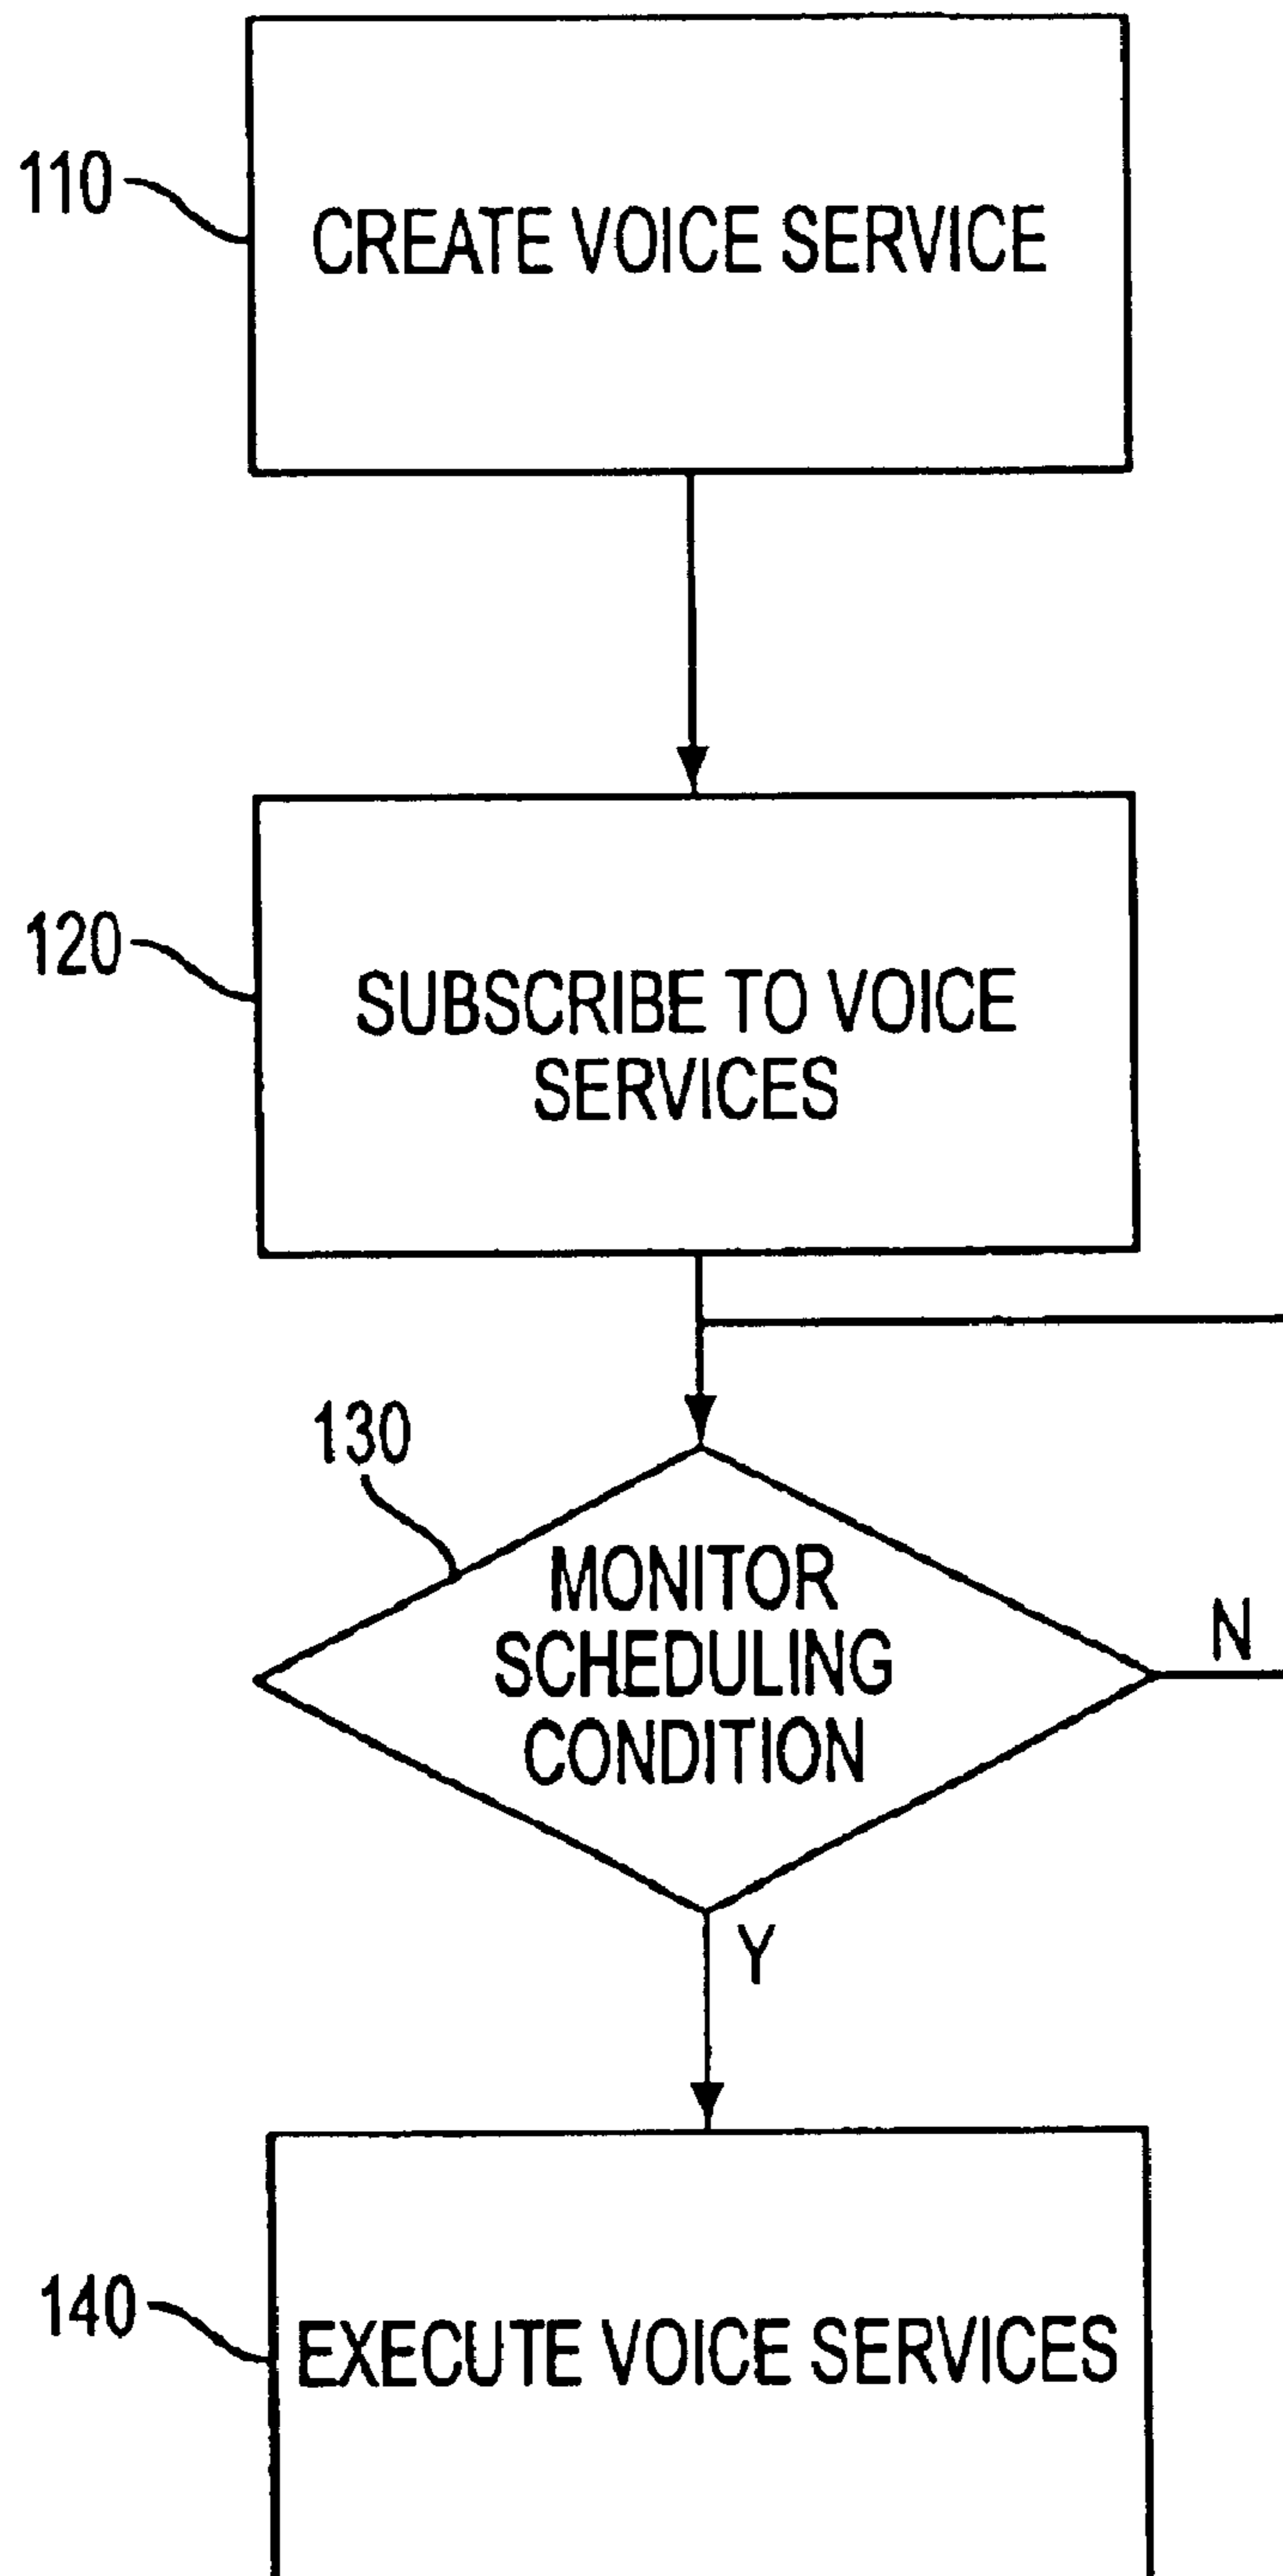 110
CREATE VOICE SERVICE
120
SUBSCRIBE TO VOICE
SERVICES
130
MONITOR
SCHEDULING
CONDITION
N
Y
140
EXECUTE VOICE SERVICES